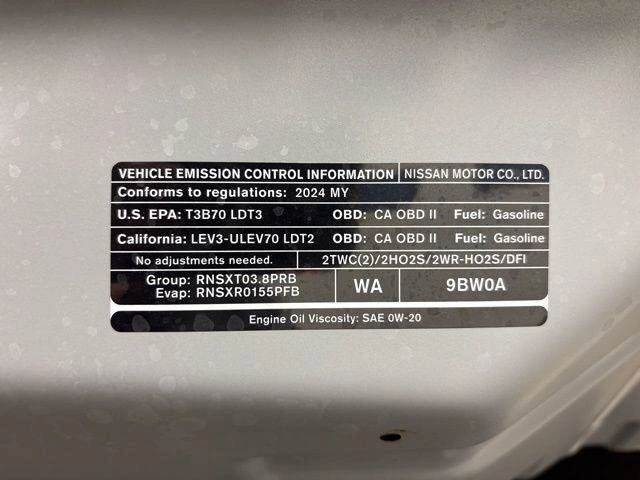 VEHICLE EMISSION CONTROL INFORMATION NISSAN MOTOR CO., LTD.
Conforms to regulations: 2024 MY
U.S. EPA: T3B70 LDT3 OBD: CA OBD II Fuel: Gasoline
California: LEV3-ULEV70 LDT2 OBD: CA OBD II Fuel: Gasoline
No adjustments needed. 2TWC(2)/2HO2S/2WR-HO2S/DFI
Group: RNSXT03.8PRB
Evap: RNSXR0155PFB
WA 9BW0A
Engine Oil Viscosity: SAE 0W-20